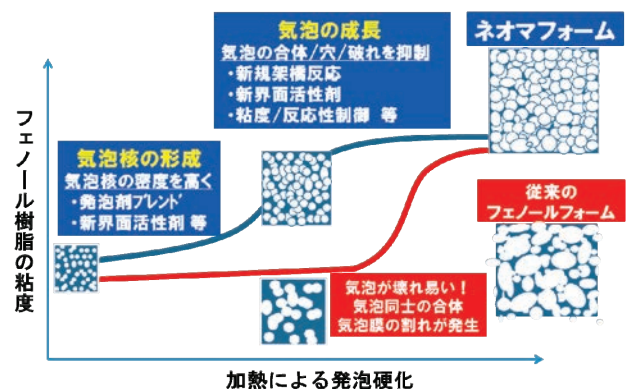 気泡の成長
気泡の合体/穴/破れを抑制
・新規架橋反応
・新界面活性剤
・粘度/反応性制御 等
ネオマフォーム
フェノール樹脂の粘度
気泡核の形成
気泡核の密度を高く
・発泡剤ブレンド
・新界面活性剤 等
従来の
フェノールフォーム
気泡が壊れ易い!
気泡同士の合体
気泡膜の割れが発生
加熱による発泡硬化